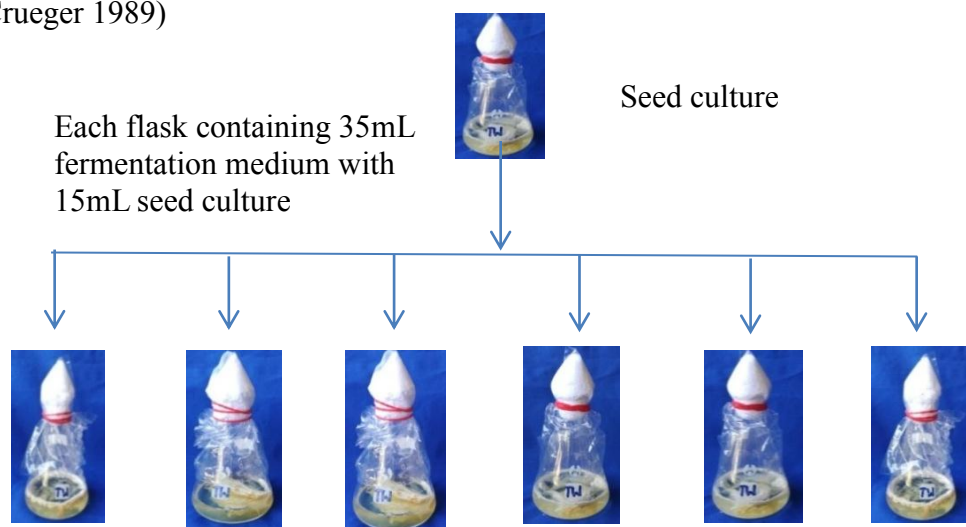 rueger 1989)
Seed culture
Each flask containing 35mL
fermentation medium with
15mL seed culture
TW
TW
TW
TW
TW
TW
TW